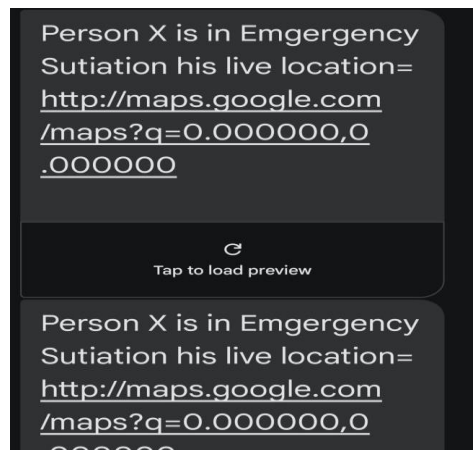 Person X is in Emgergency
Sutiation his live location=
http://maps.google.com
/maps?q=0.000000,0
.000000
Tap to load preview
Person X is in Emgergency
Sutiation his live location=
http://maps.google.com
/maps?q=0.000000,0